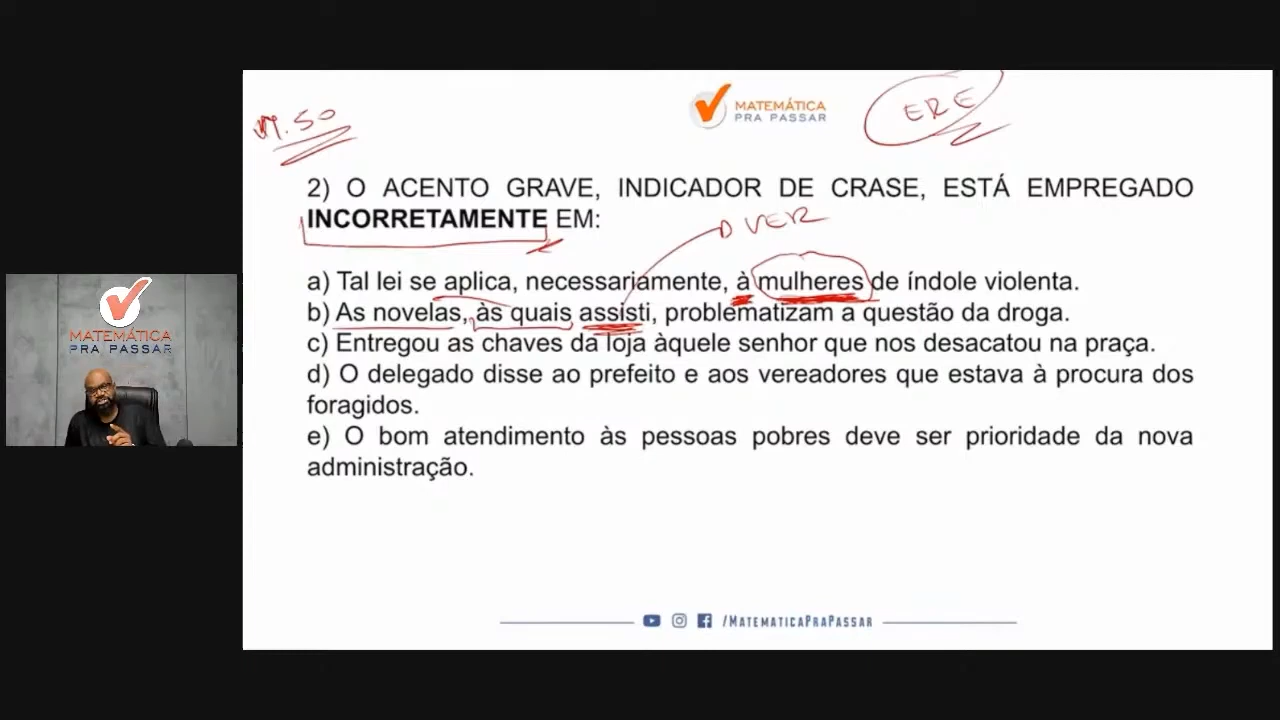 M.50
MATEMÁTICA
PRA PASSAR
ERE
2) O ACENTO GRAVE, INDICADOR DE CRASE, ESTÁ EMPREGADO
INCORRETAMENTE EM:
VER
a) Tal lei se aplica, necessariamente, à mulheres de índole violenta.
b) As novelas, às quais assisti, problematizam a questão da droga.
c) Entregou as chaves da loja àquele senhor que nos desacatou na praça.
d) O delegado disse ao prefeito e aos vereadores que estava à procura dos
foragidos.
e) O bom atendimento às pessoas pobres deve ser prioridade da nova
administração.
MATEMÁTICA
PRA PASSAR
/MATEMATICAPRAPASSAR